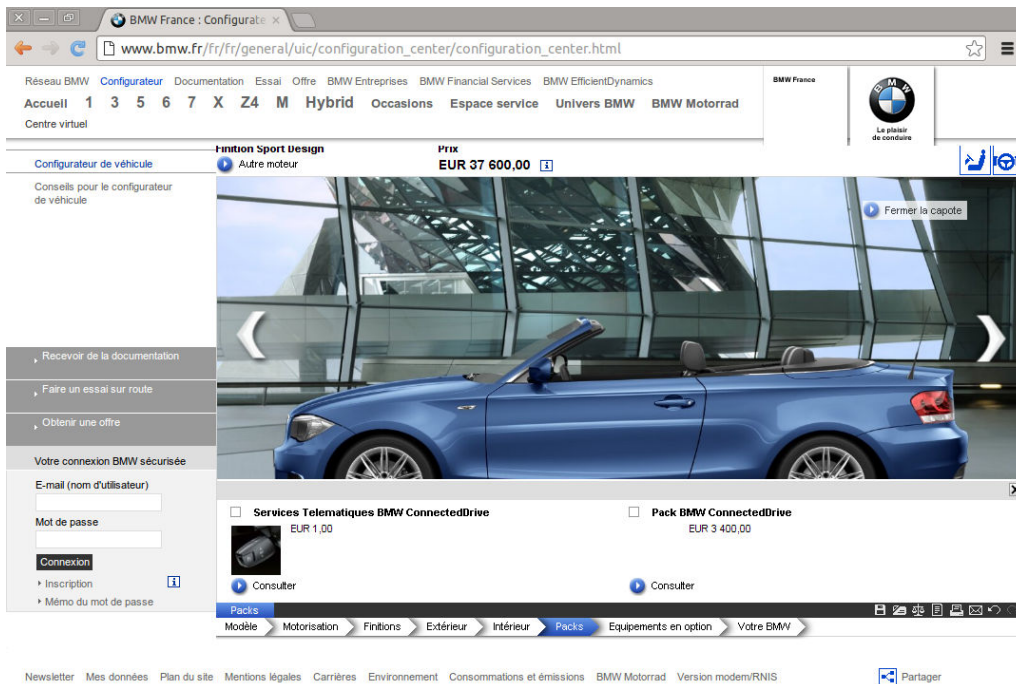 BMW France : Configurate
www.bmw.fr/fr/fr/general/uic/configuration_center/configuration_center.html
Réseau BMW Configurateur Documentation Essai Offre BMW Entreprises BMW Financial Services BMW EfficientDynamics
Accueil 1 3 5 6 7 X Z4 M Hybrid Occasions Espace service Univers BMW BMW Motorrad
Centre virtuel
BMW France
BMW
Le plaisir
de conduire
Configurateur de véhicule
Conseils pour le configurateur
de véhicule
Finition Sport Design Prix
Autre moteur EUR 37 600,00 i
Fermer la capote
Recevoir de la documentation
Faire un essai sur route
Obtenir une offre
Votre connexion BMW sécurisée
E-mail (nom d'utilisateur)
Mot de passe
Connexion
Inscription i
Mémo du mot de passe
Services Telematiques BMW ConnectedDrive
EUR 1,00
Consulter
Pack BMW ConnectedDrive
EUR 3 400,00
Consulter
Packs
Modèle Motorisation Finitions Extérieur Intérieur Packs Equipements en option Votre BMW
Newsletter Mes données Plan du site Mentions légales Carrières Environnement Consommations et émissions BMW Motorrad Version modem/RNIS Partager